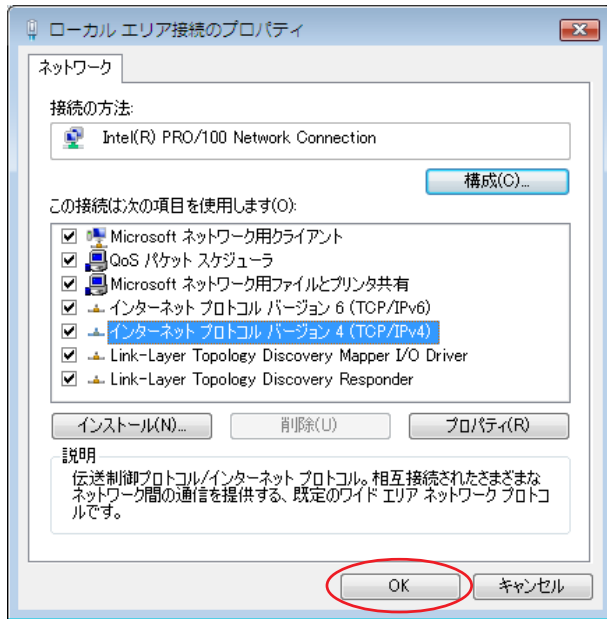 ローカル エリア接続のプロパティ
ネットワーク
接続の方法:
Intel(R) PRO/100 Network Connection
構成(C)...
この接続は次の項目を使用します(O):
Microsoft ネットワーク用クライアント
QoS パケット スケジューラ
Microsoft ネットワーク用ファイルとプリンタ共有
インターネット プロトコル バージョン 6 (TCP/IPv6)
インターネット プロトコル バージョン 4 (TCP/IPv4)
Link-Layer Topology Discovery Mapper I/O Driver
Link-Layer Topology Discovery Responder
インストール(N)... 削除(U) プロパティ(R)
説明
伝送制御プロトコル/インターネット プロトコル。相互接続されたさまざまな
ネットワーク間の通信を提供する、既定のワイド エリア ネットワーク プロトコ
ルです。
OK キャンセル